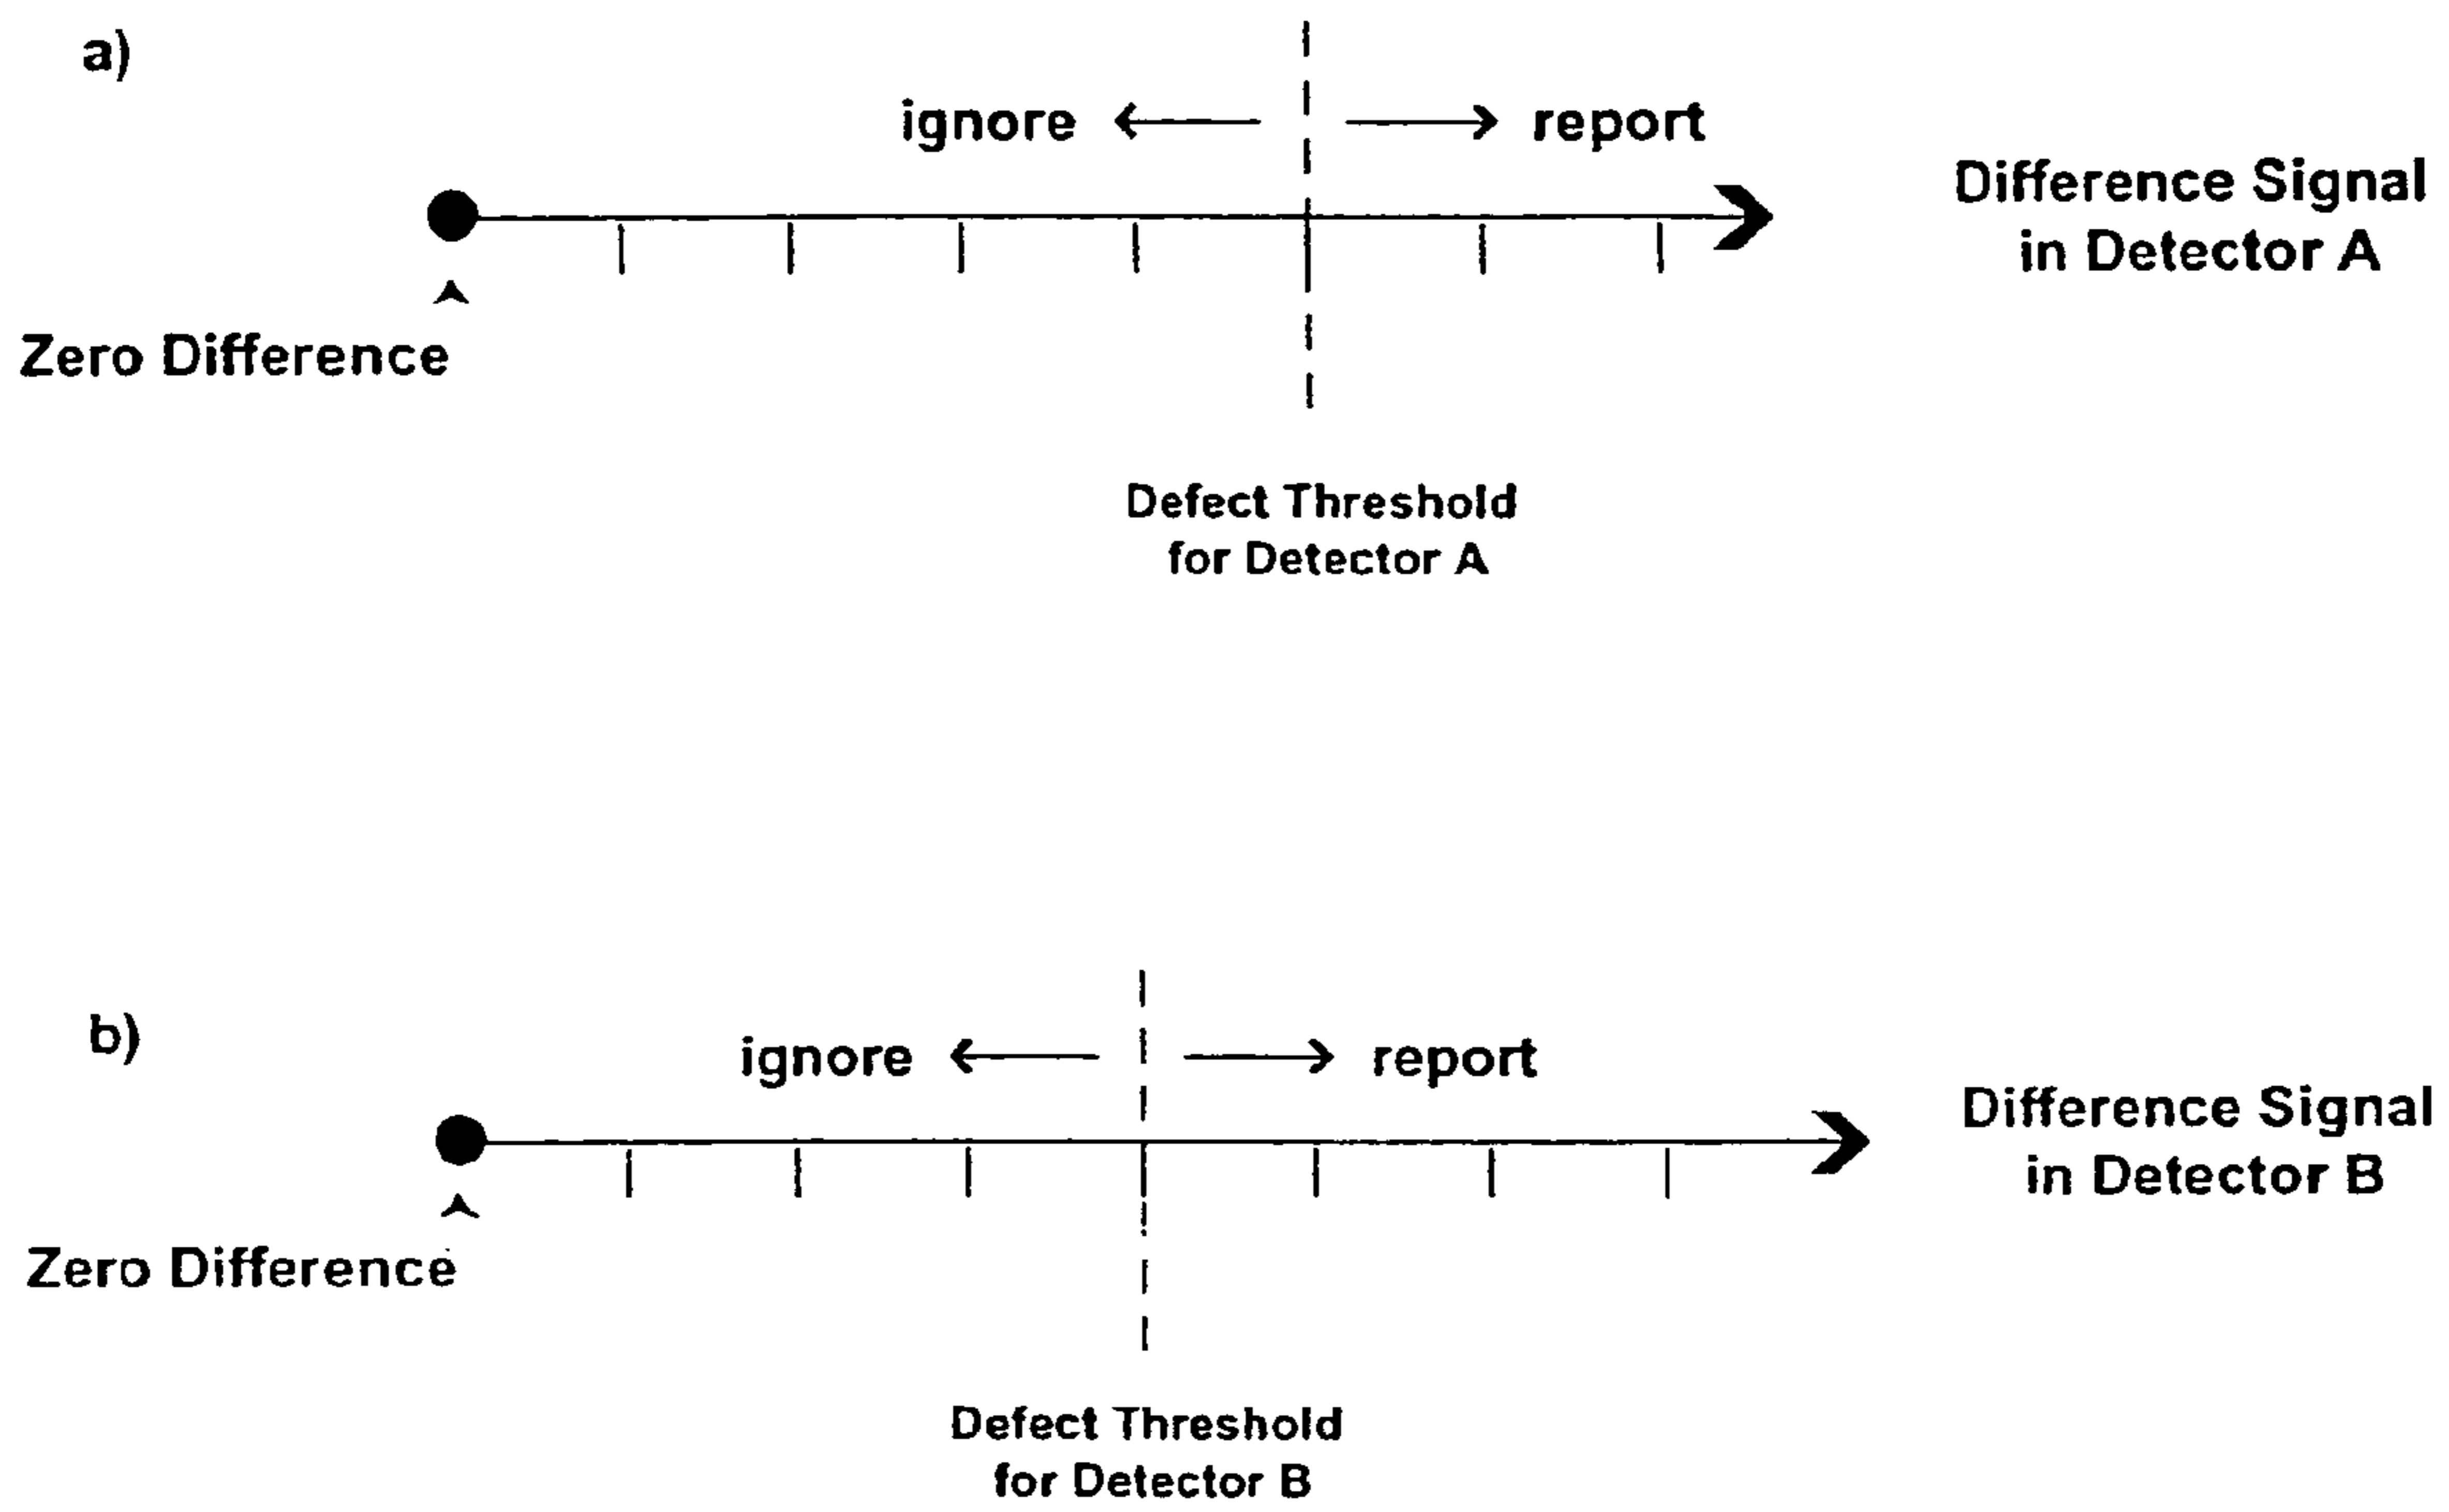 a)
ignore
report
Difference Signal
in Detector A
Zero Difference
Defect Threshold
for Detector A
b)
ignore
report
Difference Signal
in Detector B
Zero Difference
Defect Threshold
for Detector B